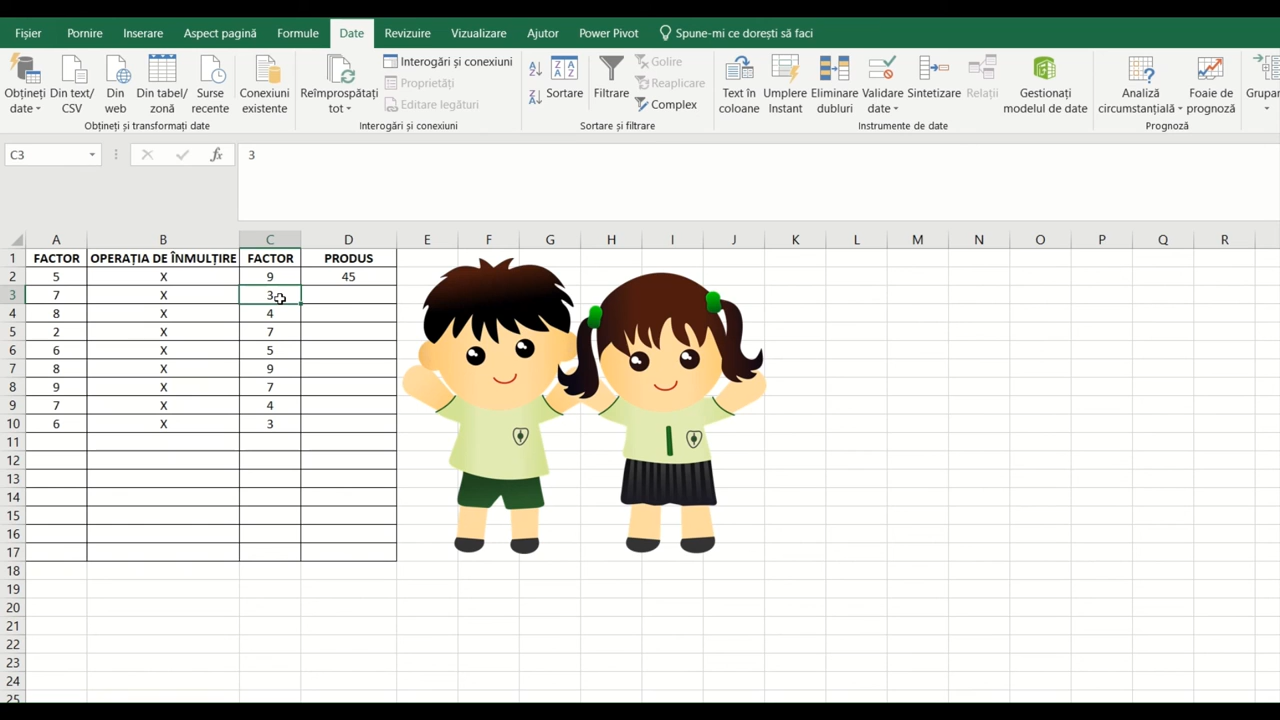 Fișier Pornire Inserare Aspect pagină Formule Date Revizuire Vizualizare Ajutor Power Pivot Spune-mi ce dorești să faci
Obțineți date
Din text/ CSV
Din web
Din tabel/ zonă
Surse recente
Conexiuni existente
Obțineți și transformați date
Reîmprospătați tot
Interogări și conexiuni
Proprietăți
Editare legături
Interogări și conexiuni
Sortare
Filtrare
Golire
Reaplicare
Complex
Sortare și filtrare
Text în coloane
Umplere Instant
Eliminare dubluri
Validare date
Sintetizare
Relații
Gestionați modelul de date
Instrumente de date
Analiză circumstanțială
Foaie de prognoză
Prognoză
Grupar
C3 fx 3
A B C D E F G H I J K L M N O P Q R
1 FACTOR OPERAȚIA DE ÎNMULȚIRE FACTOR PRODUS
2 5 X 9 45
3 7 X 3
4 8 X 4
5 2 X 7
6 6 X 5
7 8 X 9
8 9 X 7
9 7 X 4
10 6 X 3
11
12
13
14
15
16
17
18
19
20
21
22
23
24
25